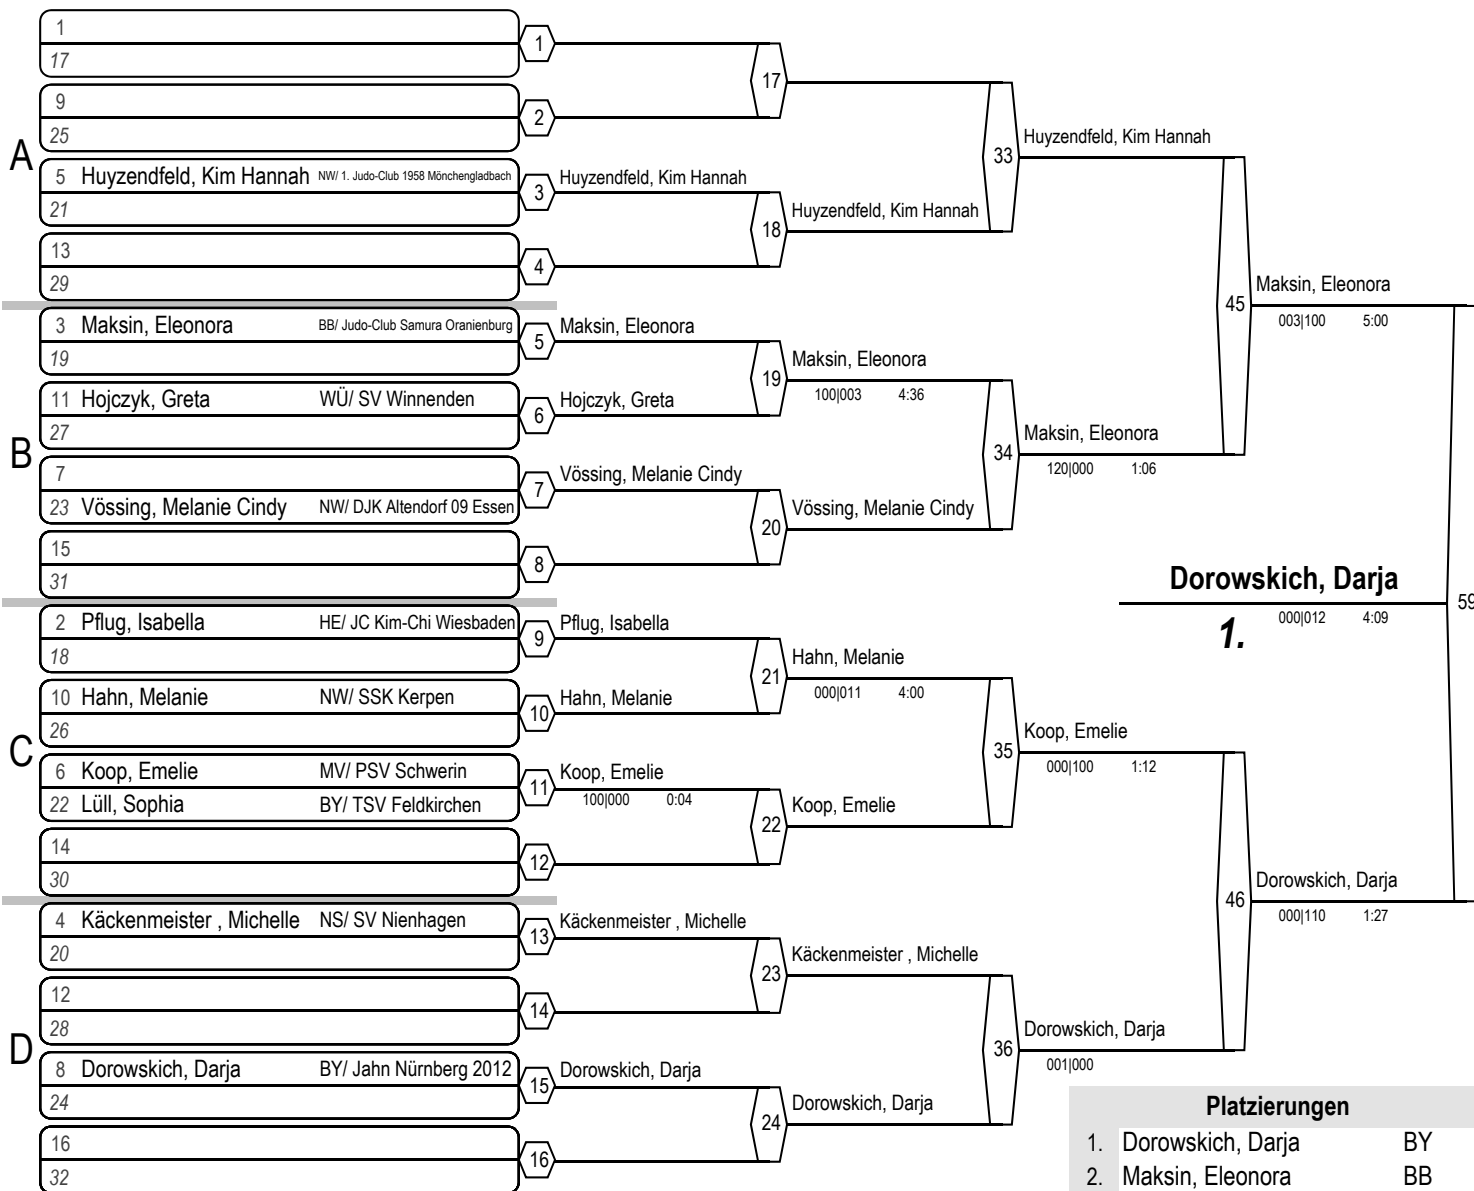 1
17
1
9
25
2
17
A
5 Huyzendfeld, Kim Hannah NW/ 1. Judo-Club 1958 Mönchengladbach
21
3
Huyzendfeld, Kim Hannah
13
29
4
18
Huyzendfeld, Kim Hannah
33
Huyzendfeld, Kim Hannah
3 Maksin, Eleonora BB/ Judo-Club Samura Oranienburg
19
5
Maksin, Eleonora
11 Hojczyk, Greta WÜ/ SV Winnenden
27
6
Hojczyk, Greta
19
Maksin, Eleonora
100|003 4:36
B
7
23 Vössing, Melanie Cindy NW/ DJK Altendorf 09 Essen
7
Vössing, Melanie Cindy
15
31
8
20
Vössing, Melanie Cindy
34
Maksin, Eleonora
120|000 1:06
45
Maksin, Eleonora
003|100 5:00
Dorowskich, Darja
1.
000|012 4:09
59
2 Pflug, Isabella HE/ JC Kim-Chi Wiesbaden
18
9
Pflug, Isabella
10 Hahn, Melanie NW/ SSK Kerpen
26
10
Hahn, Melanie
21
Hahn, Melanie
000|011 4:00
C
6 Koop, Emelie MV/ PSV Schwerin
22 Lüll, Sophia BY/ TSV Feldkirchen
11
Koop, Emelie
100|000 0:04
14
30
12
22
Koop, Emelie
35
Koop, Emelie
000|100 1:12
4 Käckenmeister , Michelle NS/ SV Nienhagen
20
13
Käckenmeister , Michelle
12
28
14
23
Käckenmeister , Michelle
D
8 Dorowskich, Darja BY/ Jahn Nürnberg 2012
24
15
Dorowskich, Darja
16
32
16
24
Dorowskich, Darja
36
Dorowskich, Darja
001|000
46
Dorowskich, Darja
000|110 1:27
Platzierungen
1. Dorowskich, Darja BY
2. Maksin, Eleonora BB